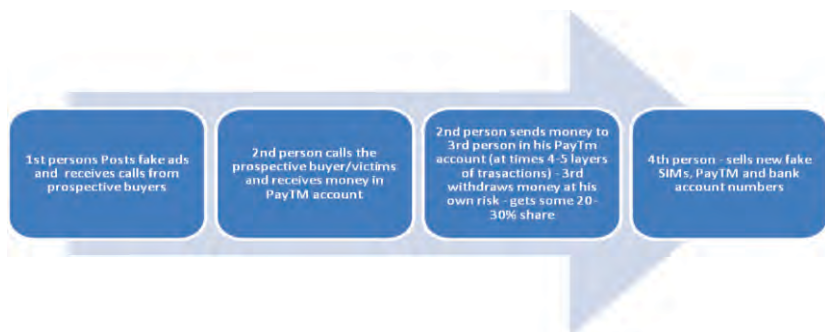 1st persons Posts fake ads
and receives calls from
prospective buyers
2nd person calls the
prospective buyer/victims
and receives money in
PayTM account
2nd person sends money to
3rd person in his PayTm
account (at times 4-5 layers
of trasactions) - 3rd
withdraws money at his
own risk - gets some 20-
30% share
4th person - sells new fake
SIMs, PayTM and bank
account numbers